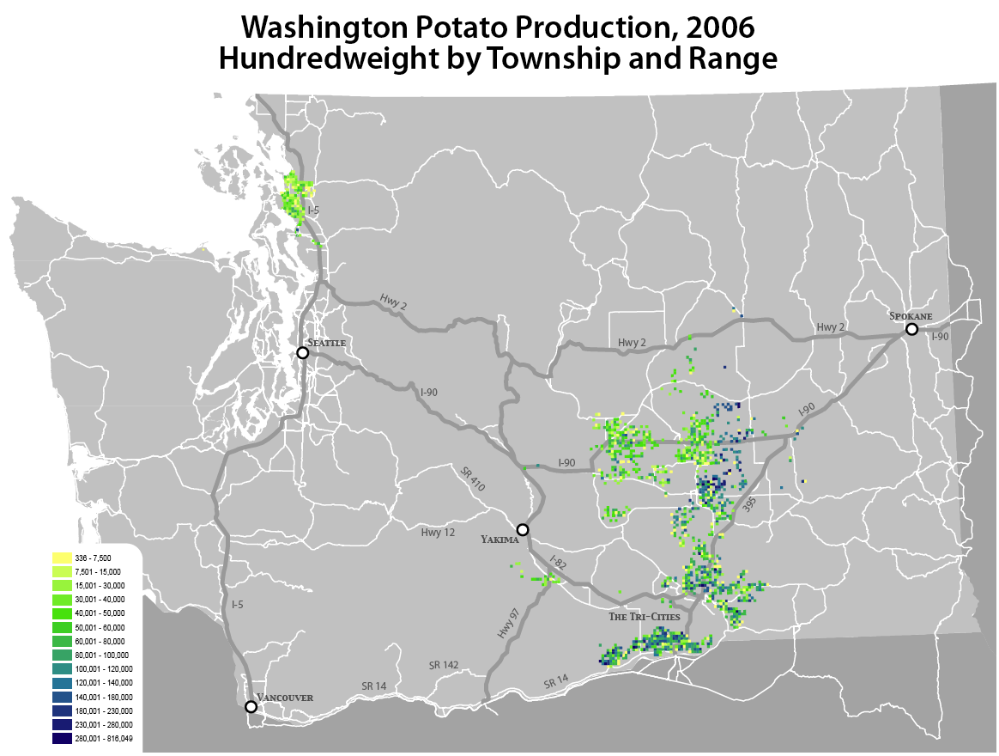 Washington Potato Production, 2006
Hundredweight by Township and Range
I-5
Hwy 2
Spokane
Hwy 2
I-90
Hwy 2
Seattle
I-90
I-90
I-90
SR 410
395
Hwy 12
Yakima
I-82
I-5
Hwy 97
The Tri-Cities
SR 142
SR 14
SR 14
Vancouver
336 - 7,500
7,501 - 15,000
15,001 - 30,000
30,001 - 40,000
40,001 - 50,000
50,001 - 60,000
60,001 - 80,000
80,001 - 100,000
100,001 - 120,000
120,001 - 140,000
140,001 - 180,000
180,001 - 230,000
230,001 - 280,000
280,001 - 816,049